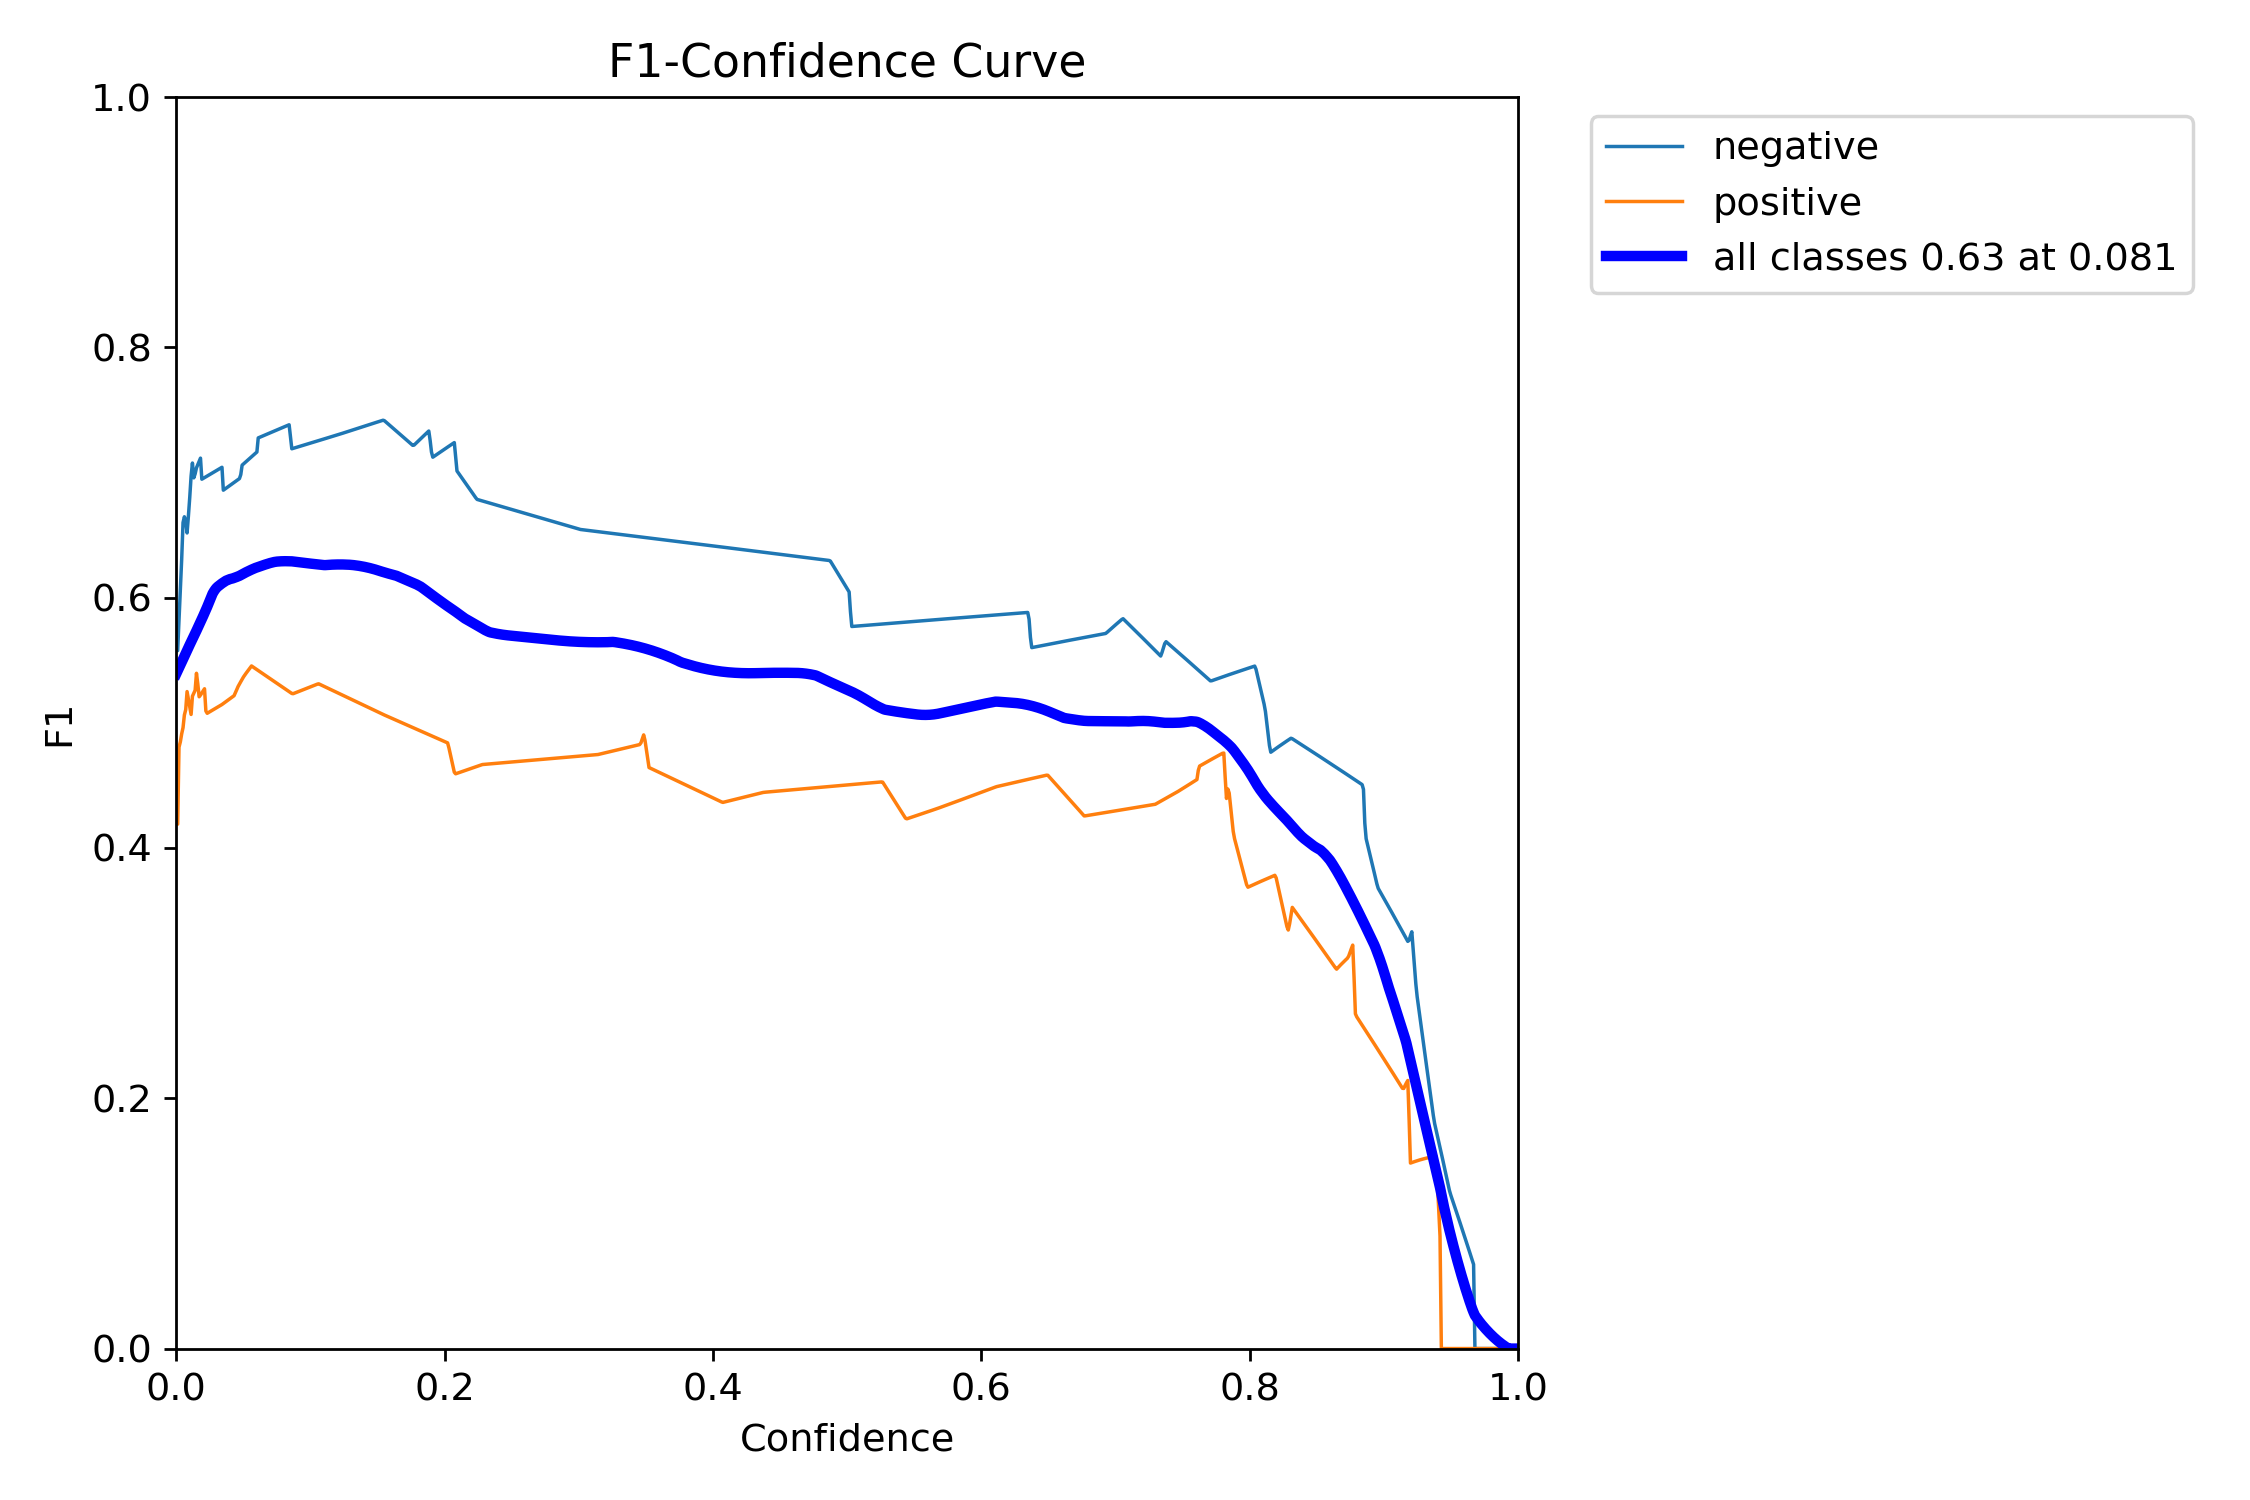 F1-Confidence Curve
1.0
0.8
0.6
0.4
0.2
0.0
F1
0.0 0.2 0.4 0.6 0.8 1.0
Confidence
negative
positive
all classes 0.63 at 0.081